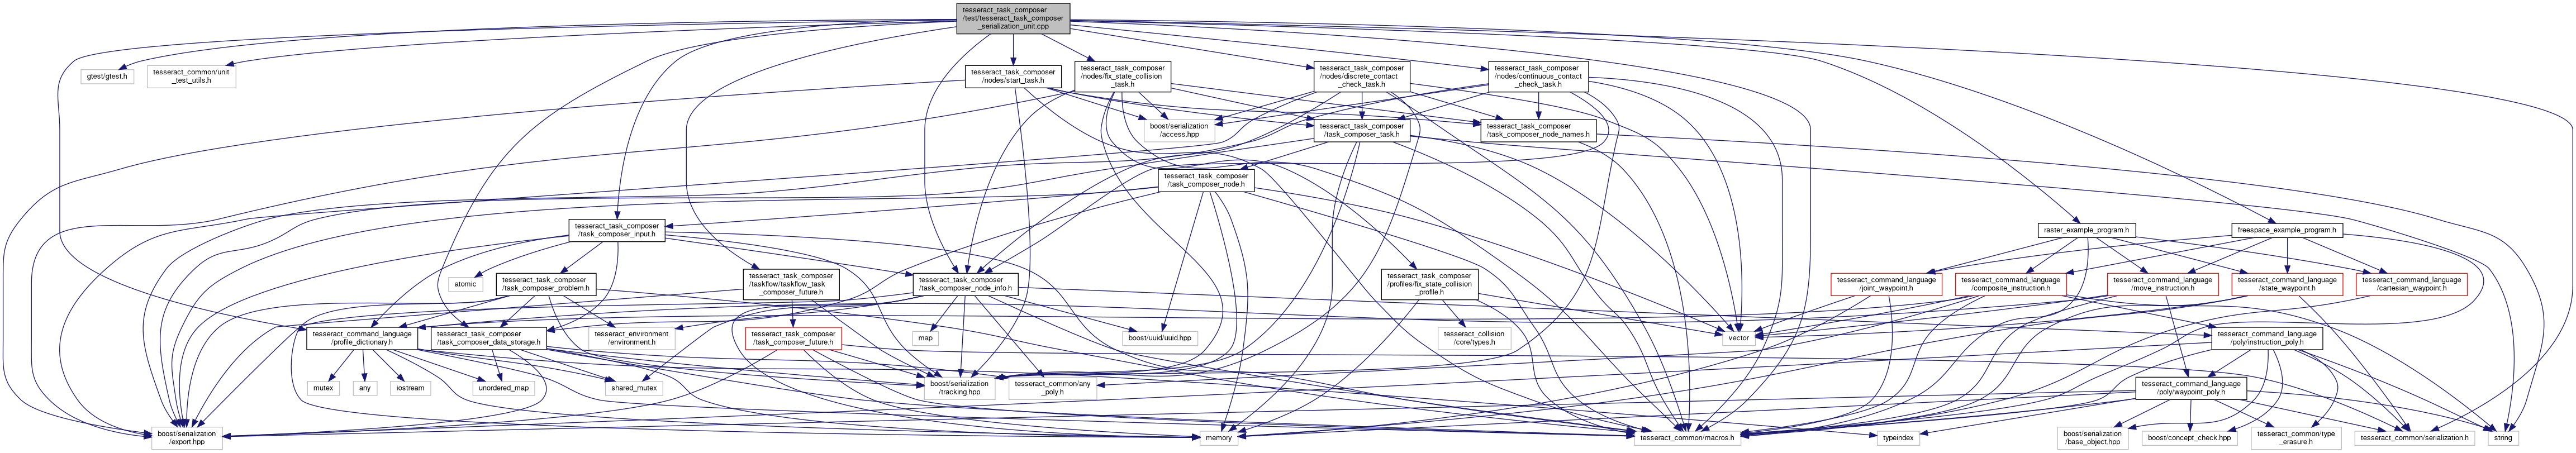 tesseract_task_composer
/test/tesseract_task_composer
_serialization_unit.cpp
gtest/gtest.h
tesseract_common/unit
_test_utils.h
tesseract_task_composer
/nodes/start_task.h
tesseract_task_composer
/nodes/fix_state_collision
_task.h
tesseract_task_composer
/nodes/discrete_contact
_check_task.h
tesseract_task_composer
/nodes/continuous_contact
_check_task.h
boost/serialization
/access.hpp
tesseract_task_composer
/task_composer_task.h
tesseract_task_composer
/task_composer_node_names.h
tesseract_task_composer
/task_composer_node.h
tesseract_task_composer
/task_composer_input.h
raster_example_program.h
freespace_example_program.h
atomic
tesseract_task_composer
/task_composer_problem.h
tesseract_task_composer
/taskflow/taskflow_task
_composer_future.h
tesseract_task_composer
/task_composer_node_info.h
tesseract_task_composer
/profiles/fix_state_collision
_profile.h
tesseract_command_language
/joint_waypoint.h
tesseract_command_language
/composite_instruction.h
tesseract_command_language
/move_instruction.h
tesseract_command_language
/state_waypoint.h
tesseract_command_language
/cartesian_waypoint.h
tesseract_command_language
/profile_dictionary.h
tesseract_task_composer
/task_composer_data_storage.h
tesseract_environment
/environment.h
tesseract_task_composer
/task_composer_future.h
map
boost/uuid/uuid.hpp
tesseract_collision
/core/types.h
vector
tesseract_command_language
/poly/instruction_poly.h
mutex
any
iostream
unordered_map
shared_mutex
boost/serialization
/tracking.hpp
tesseract_common/any
_poly.h
tesseract_command_language
/poly/waypoint_poly.h
boost/serialization
/export.hpp
memory
tesseract_common/macros.h
typeindex
boost/serialization
/base_object.hpp
boost/concept_check.hpp
tesseract_common/type
_erasure.h
tesseract_common/serialization.h
string